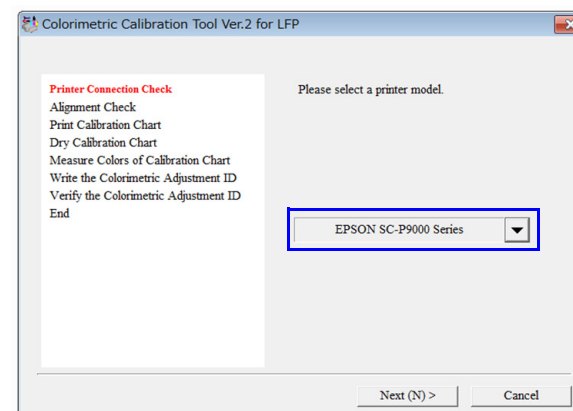 Colorimetric Calibration Tool Ver.2 for LFP
Printer Connection Check
Alignment Check
Print Calibration Chart
Dry Calibration Chart
Measure Colors of Calibration Chart
Write the Colorimetric Adjustment ID
Verify the Colorimetric Adjustment ID
End
Please select a printer model.
EPSON SC-P9000 Series
Next (N) >
Cancel